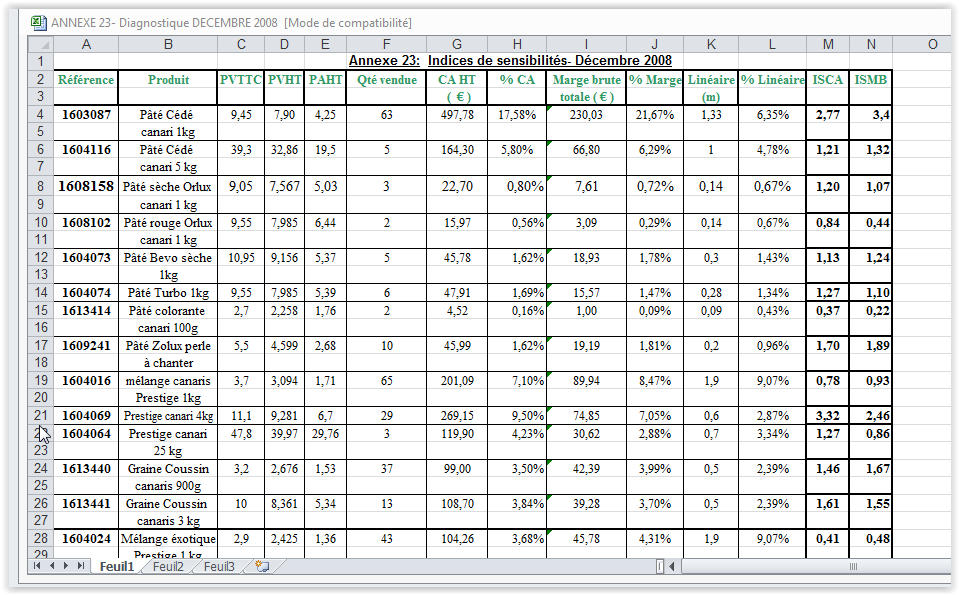 ANNEXE 23- Diagnostique DECEMBRE 2008 [Mode de compatibilité]
A B C D E F G H I J K L M N O
1 Annexe 23: Indices de sensibilités- Décembre 2008
2 Référence Produit PVTTC PVHT PAHT Qté vendue CA HT % CA Marge brute % Marge Linéaire % Linéaire ISCA ISMB
3 ( € ) totale ( € ) (m)
4 1603087 Pâté Cédé 9,45 7,90 4,25 63 497,78 17,58% 230,03 21,67% 1,33 6,35% 2,77 3,4
5 canari 1kg
6 1604116 Pâté Cédé 39,3 32,86 19,5 5 164,30 5,80% 66,80 6,29% 1 4,78% 1,21 1,32
7 canari 5 kg
8 1608158 Pâté sèche Orlux 9,05 7,567 5,03 3 22,70 0,80% 7,61 0,72% 0,14 0,67% 1,20 1,07
9 canari 1 kg
10 1608102 Pâté rouge Orlux 9,55 7,985 6,44 2 15,97 0,56% 3,09 0,29% 0,14 0,67% 0,84 0,44
11 canari 1 kg
12 1604073 Pâté Bevo sèche 10,95 9,156 5,37 5 45,78 1,62% 18,93 1,78% 0,3 1,43% 1,13 1,24
13 1kg
14 1604074 Pâté Turbo 1kg 9,55 7,985 5,39 6 47,91 1,69% 15,57 1,47% 0,28 1,34% 1,27 1,10
15 1613414 Pâté colorante 2,7 2,258 1,76 2 4,52 0,16% 1,00 0,09% 0,09 0,43% 0,37 0,22
16 canari 100g
17 1609241 Pâté Zolux perle 5,5 4,599 2,68 10 45,99 1,62% 19,19 1,81% 0,2 0,96% 1,70 1,89
18 à chanter
19 1604016 mélange canaris 3,7 3,094 1,71 65 201,09 7,10% 89,94 8,47% 1,9 9,07% 0,78 0,93
20 Prestige 1kg
21 1604069 Prestige canari 4kg 11,1 9,281 6,7 29 269,15 9,50% 74,85 7,05% 0,6 2,87% 3,32 2,46
1604064 Prestige canari 47,8 39,97 29,76 3 119,90 4,23% 30,62 2,88% 0,7 3,34% 1,27 0,86
23 25 kg
24 1613440 Graine Coussin 3,2 2,676 1,53 37 99,00 3,50% 42,39 3,99% 0,5 2,39% 1,46 1,67
25 canaris 900g
26 1613441 Graine Coussin 10 8,361 5,34 13 108,70 3,84% 39,28 3,70% 0,5 2,39% 1,61 1,55
27 canaris 3 kg
28 1604024 Mélange éxotique 2,9 2,425 1,36 43 104,26 3,68% 45,78 4,31% 1,9 9,07% 0,41 0,48
29 Prestige 1 kg
Feuil1 Feuil2 Feuil3